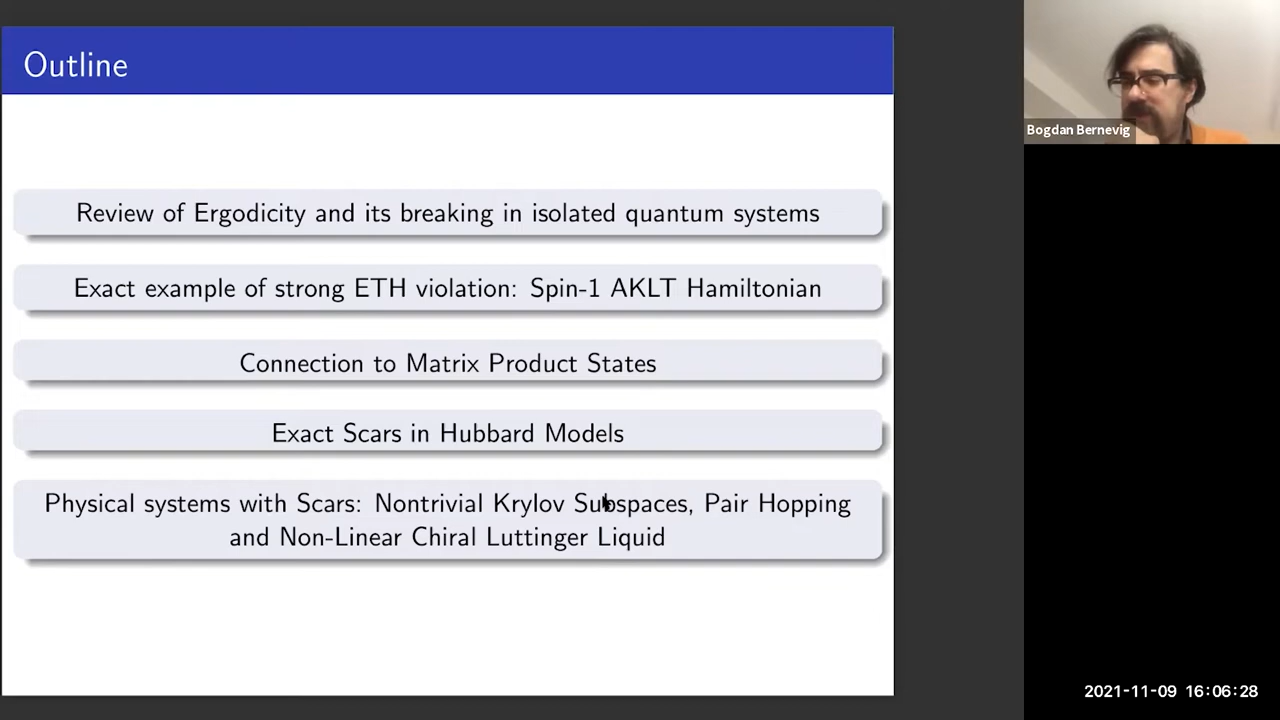 Outline
Bogdan Bernevig
Review of Ergodicity and its breaking in isolated quantum systems
Exact example of strong ETH violation: Spin-1 AKLT Hamiltonian
Connection to Matrix Product States
Exact Scars in Hubbard Models
Physical systems with Scars: Nontrivial Krylov Subspaces, Pair Hopping
and Non-Linear Chiral Luttinger Liquid
2021-11-09 16:06:28